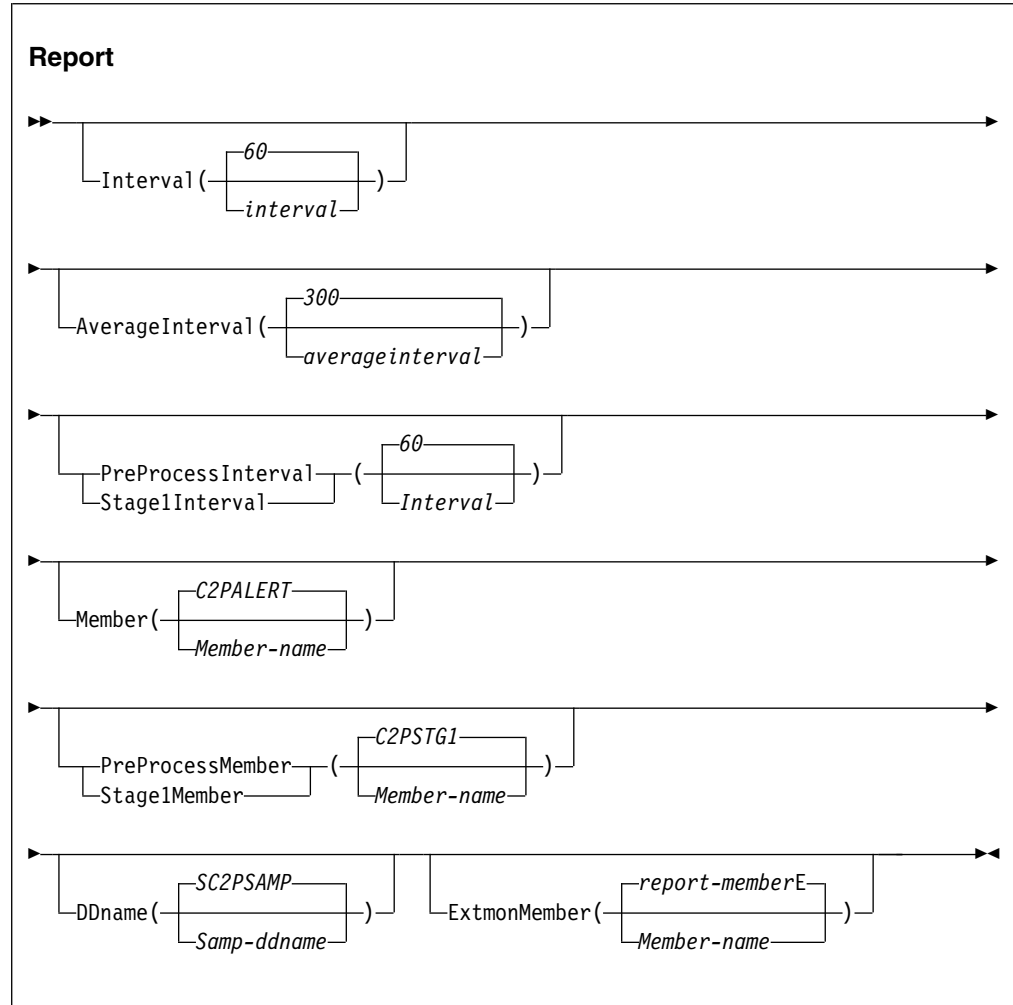 Report
60
Interval( )
interval
300
AverageInterval( )
averageinterval
60
PreProcessInterval ( )
Stage1Interval Interval
C2PALERT
Member( )
Member-name
C2PSTG1
PreProcessMember ( )
Stage1Member Member-name
SC2PSAMP report-memberE
DDname( ) ExtmonMember( )
Samp-ddname Member-name